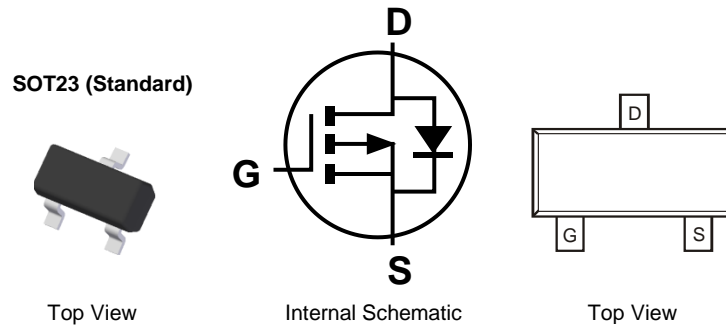 SOT23 (Standard)
D
G
S
D
G
S
Top View
Internal Schematic
Top View